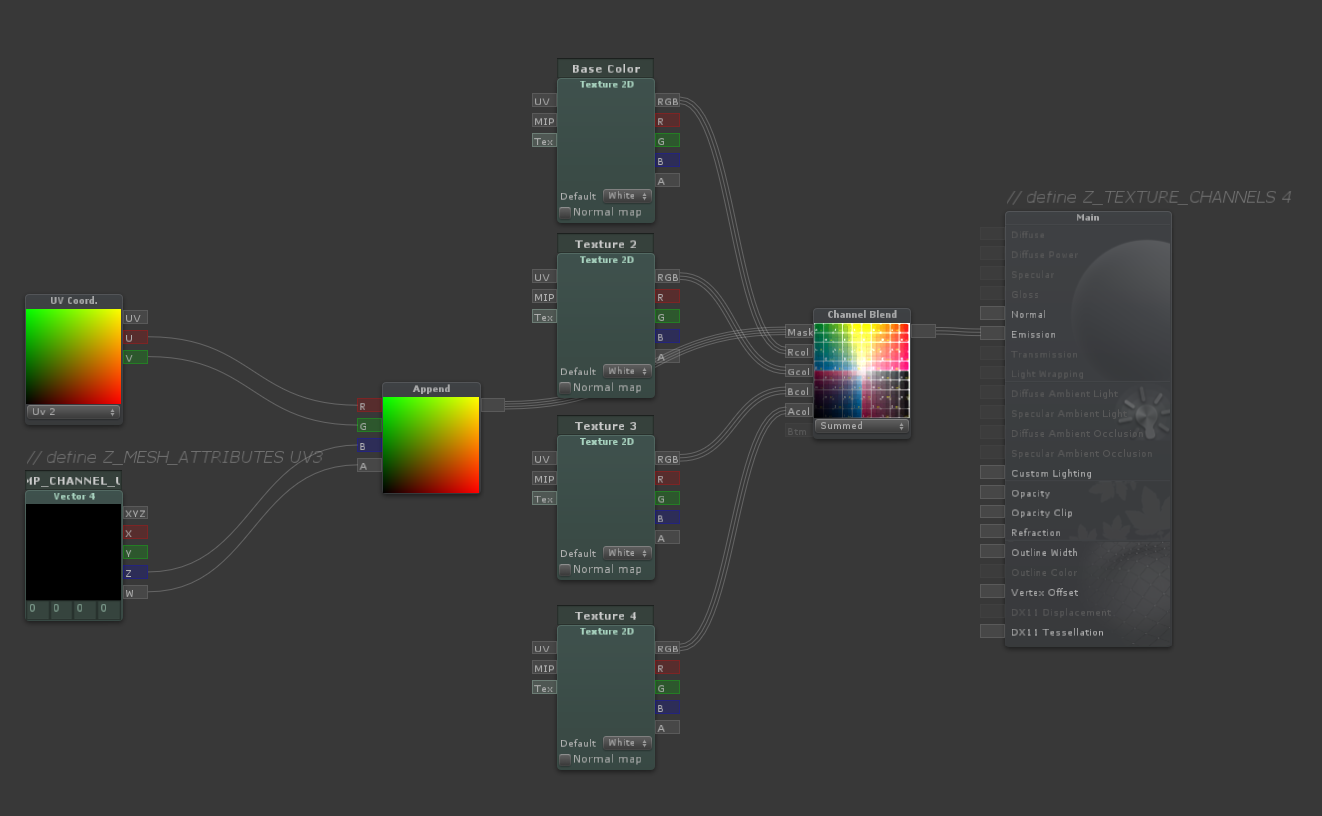 Base Color
Texture 2D
UV
MIP
Tex
RGB
R
G
B
A
Default White
Normal map
Texture 2
Texture 2D
UV
MIP
Tex
RGB
R
G
B
A
Default White
Normal map
Texture 3
Texture 2D
UV
MIP
Tex
RGB
R
G
B
A
Default White
Normal map
Texture 4
Texture 2D
UV
MIP
Tex
RGB
R
G
B
A
Default White
Normal map
UV Coord.
UV
U
V
Uv 2
// define Z_MESH_ATTRIBUTES UV3
MP_CHANNEL_U
Vector 4
XYZ
X
Y
Z
W
0 0 0 0
Append
R
G
B
A
Channel Blend
Mask
Rcol
Gcol
Bcol
Acol
Btm
Summed
// define Z_TEXTURE_CHANNELS 4
Main
Diffuse
Diffuse Power
Specular
Gloss
Normal
Emission
Transmission
Light Wrapping
Diffuse Ambient Light
Specular Ambient Light
Diffuse Ambient Occlusion
Specular Ambient Occlusion
Custom Lighting
Opacity
Opacity Clip
Refraction
Outline Width
Outline Color
Vertex Offset
DX11 Displacement
DX11 Tessellation